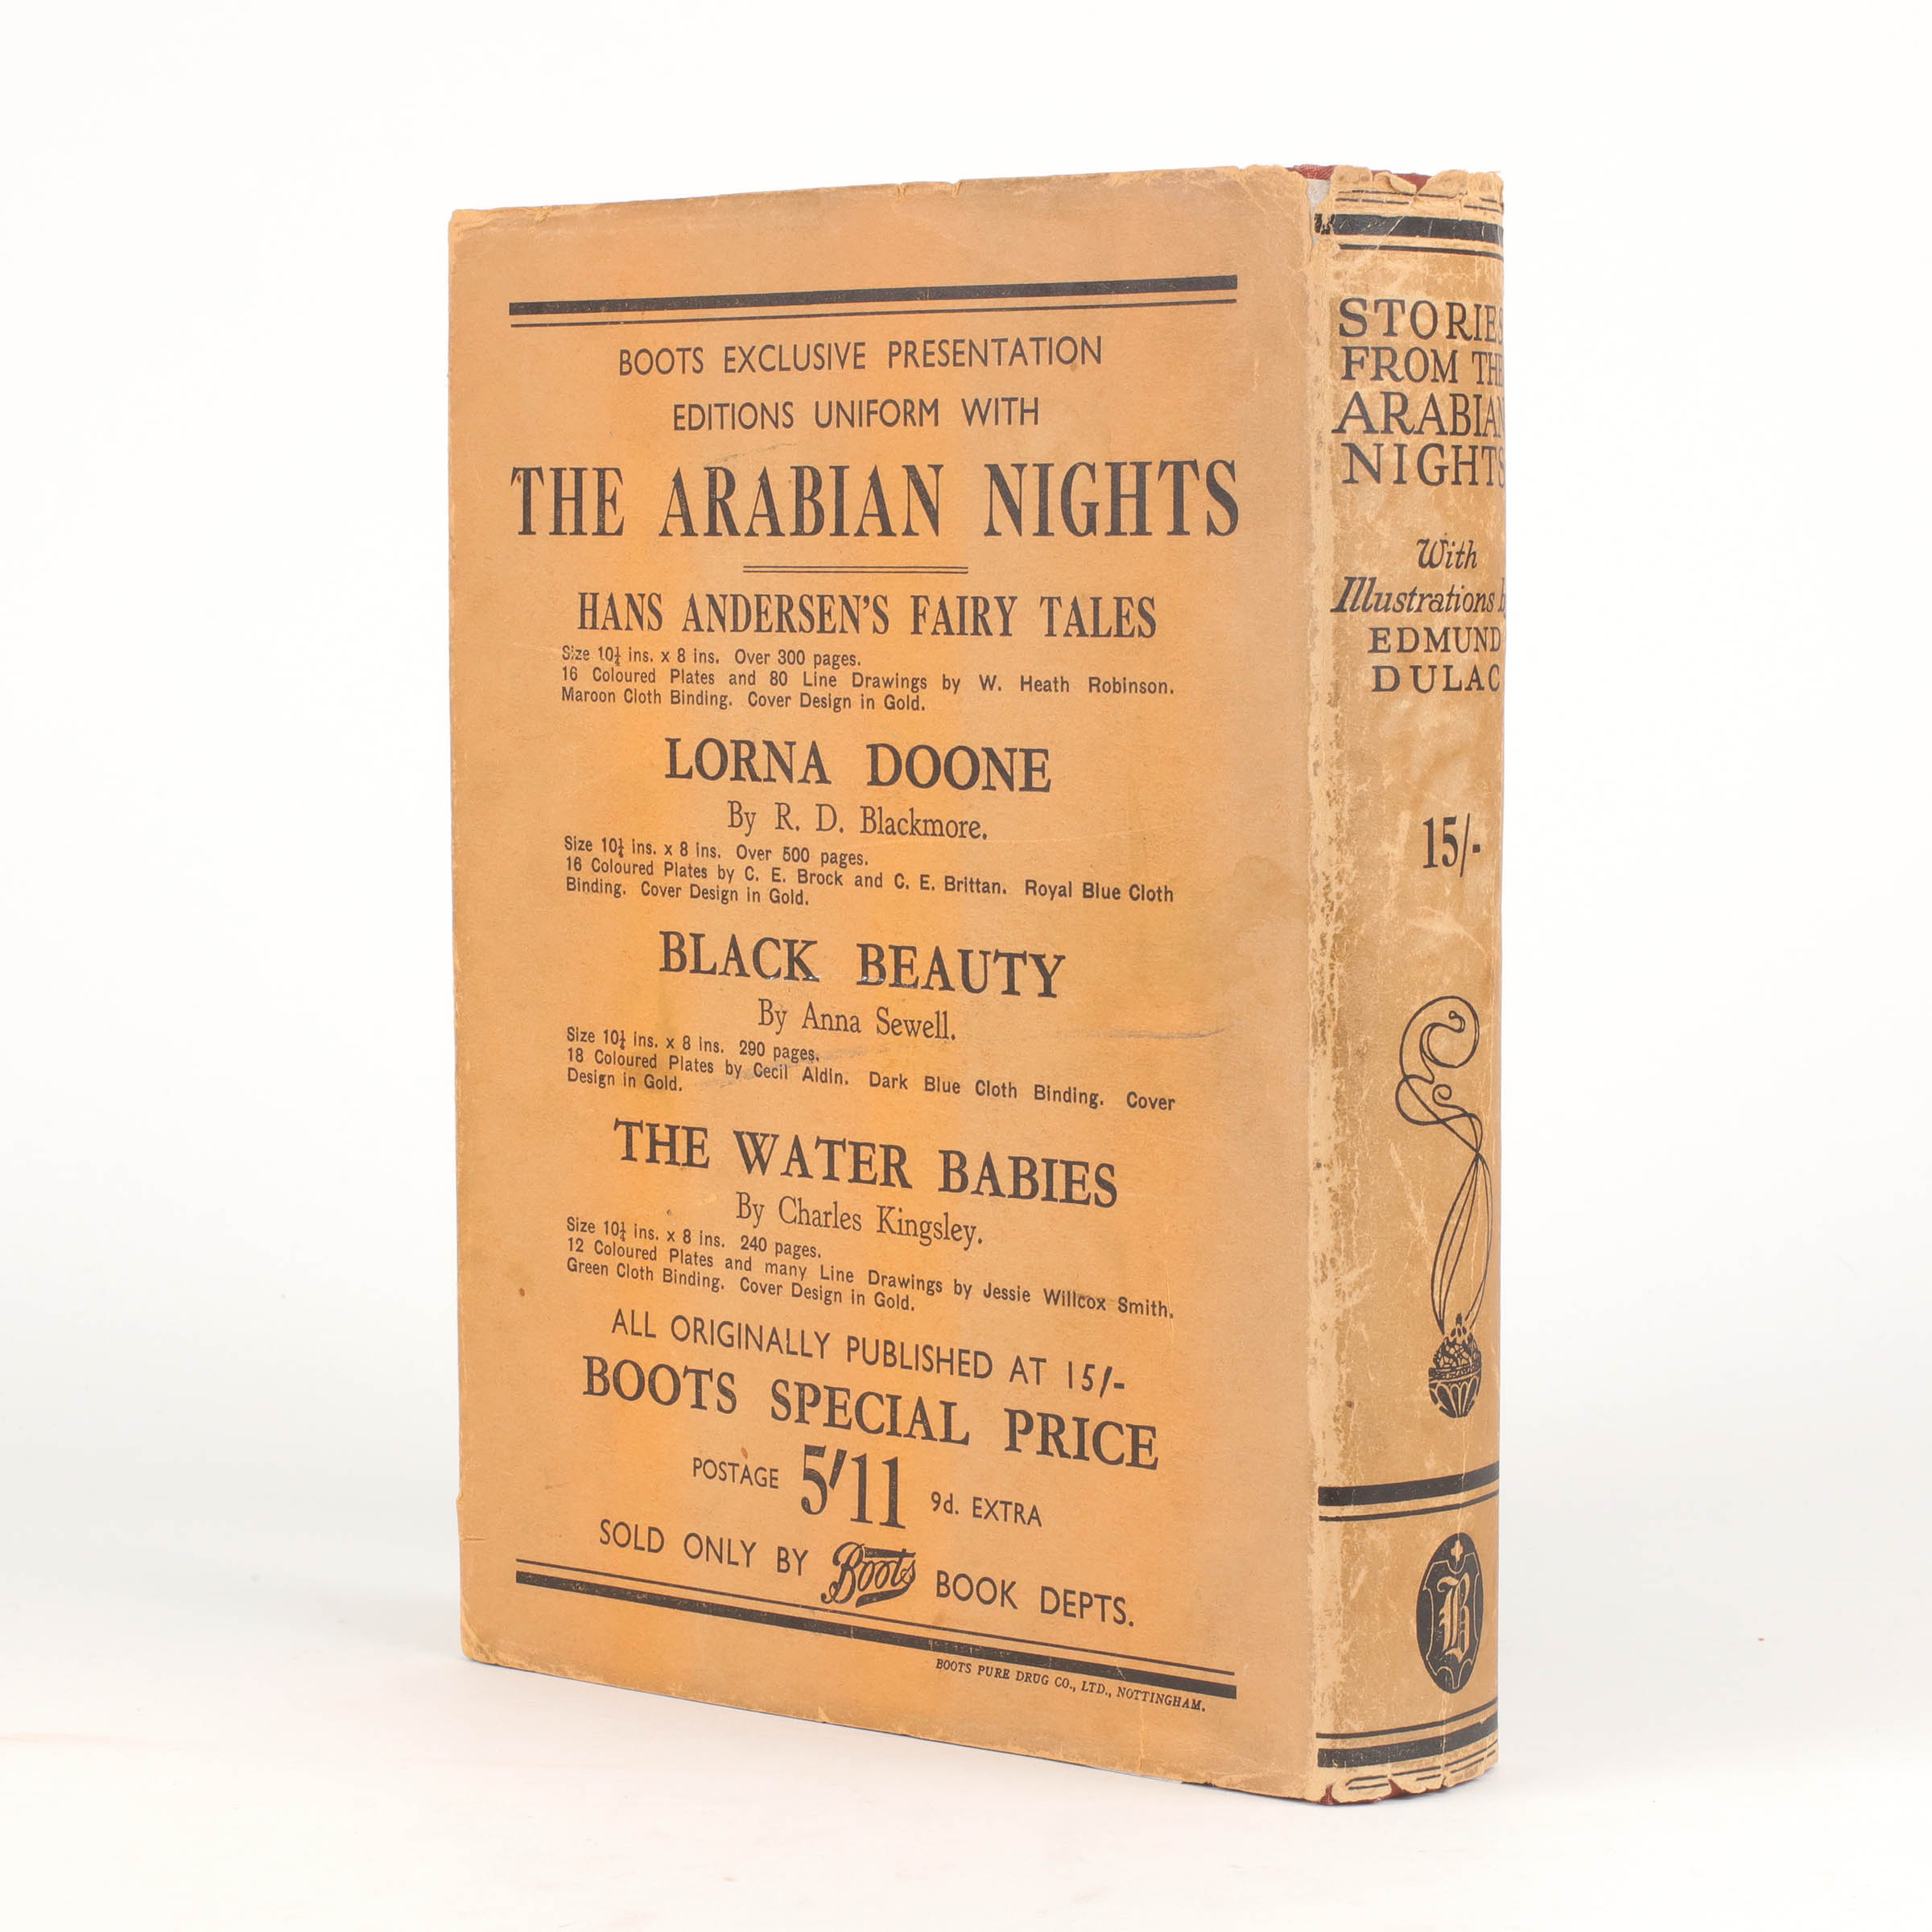 BOOTS EXCLUSIVE PRESENTATION
EDITIONS UNIFORM WITH
THE ARABIAN NIGHTS
HANS ANDERSEN'S FAIRY TALES
Size 10¼ ins. x 8 ins. Over 300 pages.
16 Coloured Plates and 80 Line Drawings by W. Heath Robinson.
Maroon Cloth Binding. Cover Design in Gold.
LORNA DOONE
By R. D. Blackmore.
Size 10¼ ins. x 8 ins. Over 500 pages.
16 Coloured Plates by C. E. Brock and C. E. Brittan. Royal Blue Cloth
Binding. Cover Design in Gold.
BLACK BEAUTY
By Anna Sewell.
Size 10¼ ins. x 8 ins. 290 pages.
18 Coloured Plates by Cecil Aldin. Dark Blue Cloth Binding. Cover
Design in Gold.
THE WATER BABIES
By Charles Kingsley.
Size 10¼ ins. x 8 ins. 240 pages.
12 Coloured Plates and many Line Drawings by Jessie Willcox Smith.
Green Cloth Binding. Cover Design in Gold.
ALL ORIGINALLY PUBLISHED AT 15/-
BOOTS SPECIAL PRICE
POSTAGE 5'11 9d. EXTRA
SOLD ONLY BY Boots BOOK DEPTS.
BOOTS PURE DRUG CO., LTD., NOTTINGHAM.
STORIES
FROM THE
ARABIAN
NIGHTS
With
Illustrations
EDMUND
DULAC
15/-
B